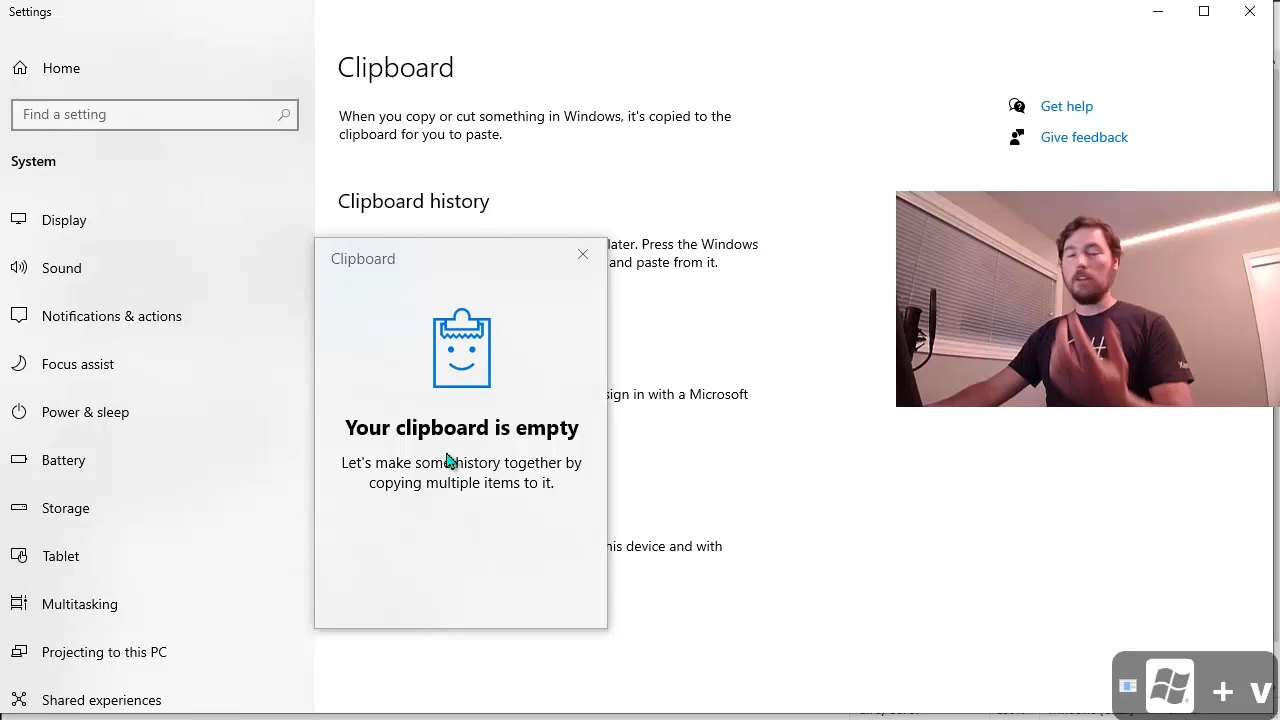 Settings
Home
Find a setting
System
Display
Sound
Notifications & actions
Focus assist
Power & sleep
Battery
Storage
Tablet
Multitasking
Projecting to this PC
Shared experiences
Clipboard
When you copy or cut something in Windows, it's copied to the
clipboard for you to paste.
Get help
Give feedback
Clipboard history
later. Press the Windows
and paste from it.
sign in with a Microsoft
his device and with
Clipboard
Your clipboard is empty
Let's make some history together by
copying multiple items to it.
+ v